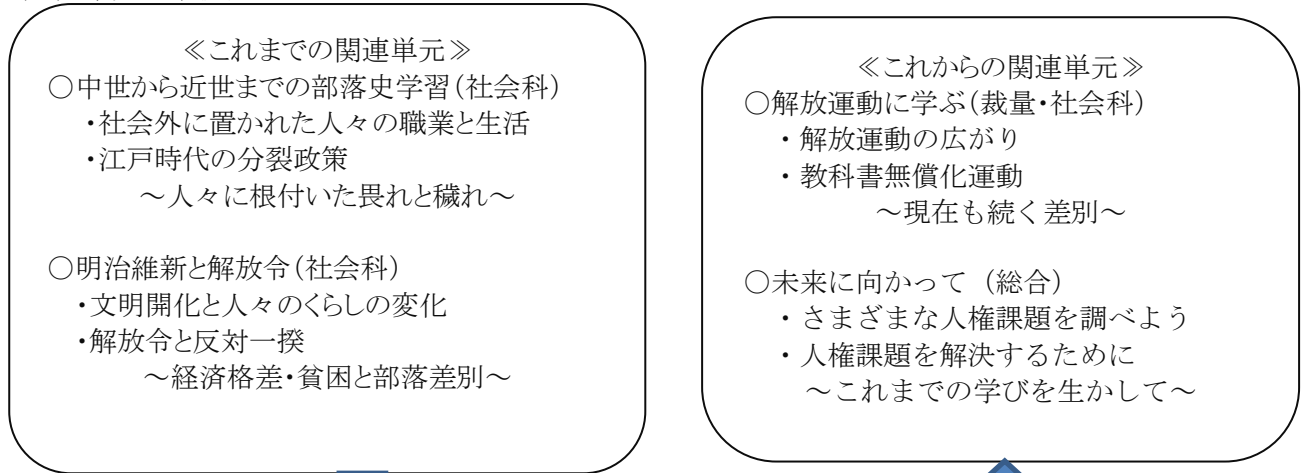 ≪これまでの関連単元≫
○中世から近世までの部落史学習(社会科)
・社会外に置かれた人々の職業と生活
・江戸時代の分裂政策
～人々に根付いた畏れと穢れ～
○明治維新と解放令(社会科)
・文明開化と人々のくらしの変化
・解放令と反対一揆
～経済格差・貧困と部落差別～
≪これからの関連単元≫
○解放運動に学ぶ(裁量・社会科)
・解放運動の広がり
・教科書無償化運動
～現在も続く差別～
○未来に向かって（総合）
・さまざまな人権課題を調べよう
・人権課題を解決するために
～これまでの学びを生かして～